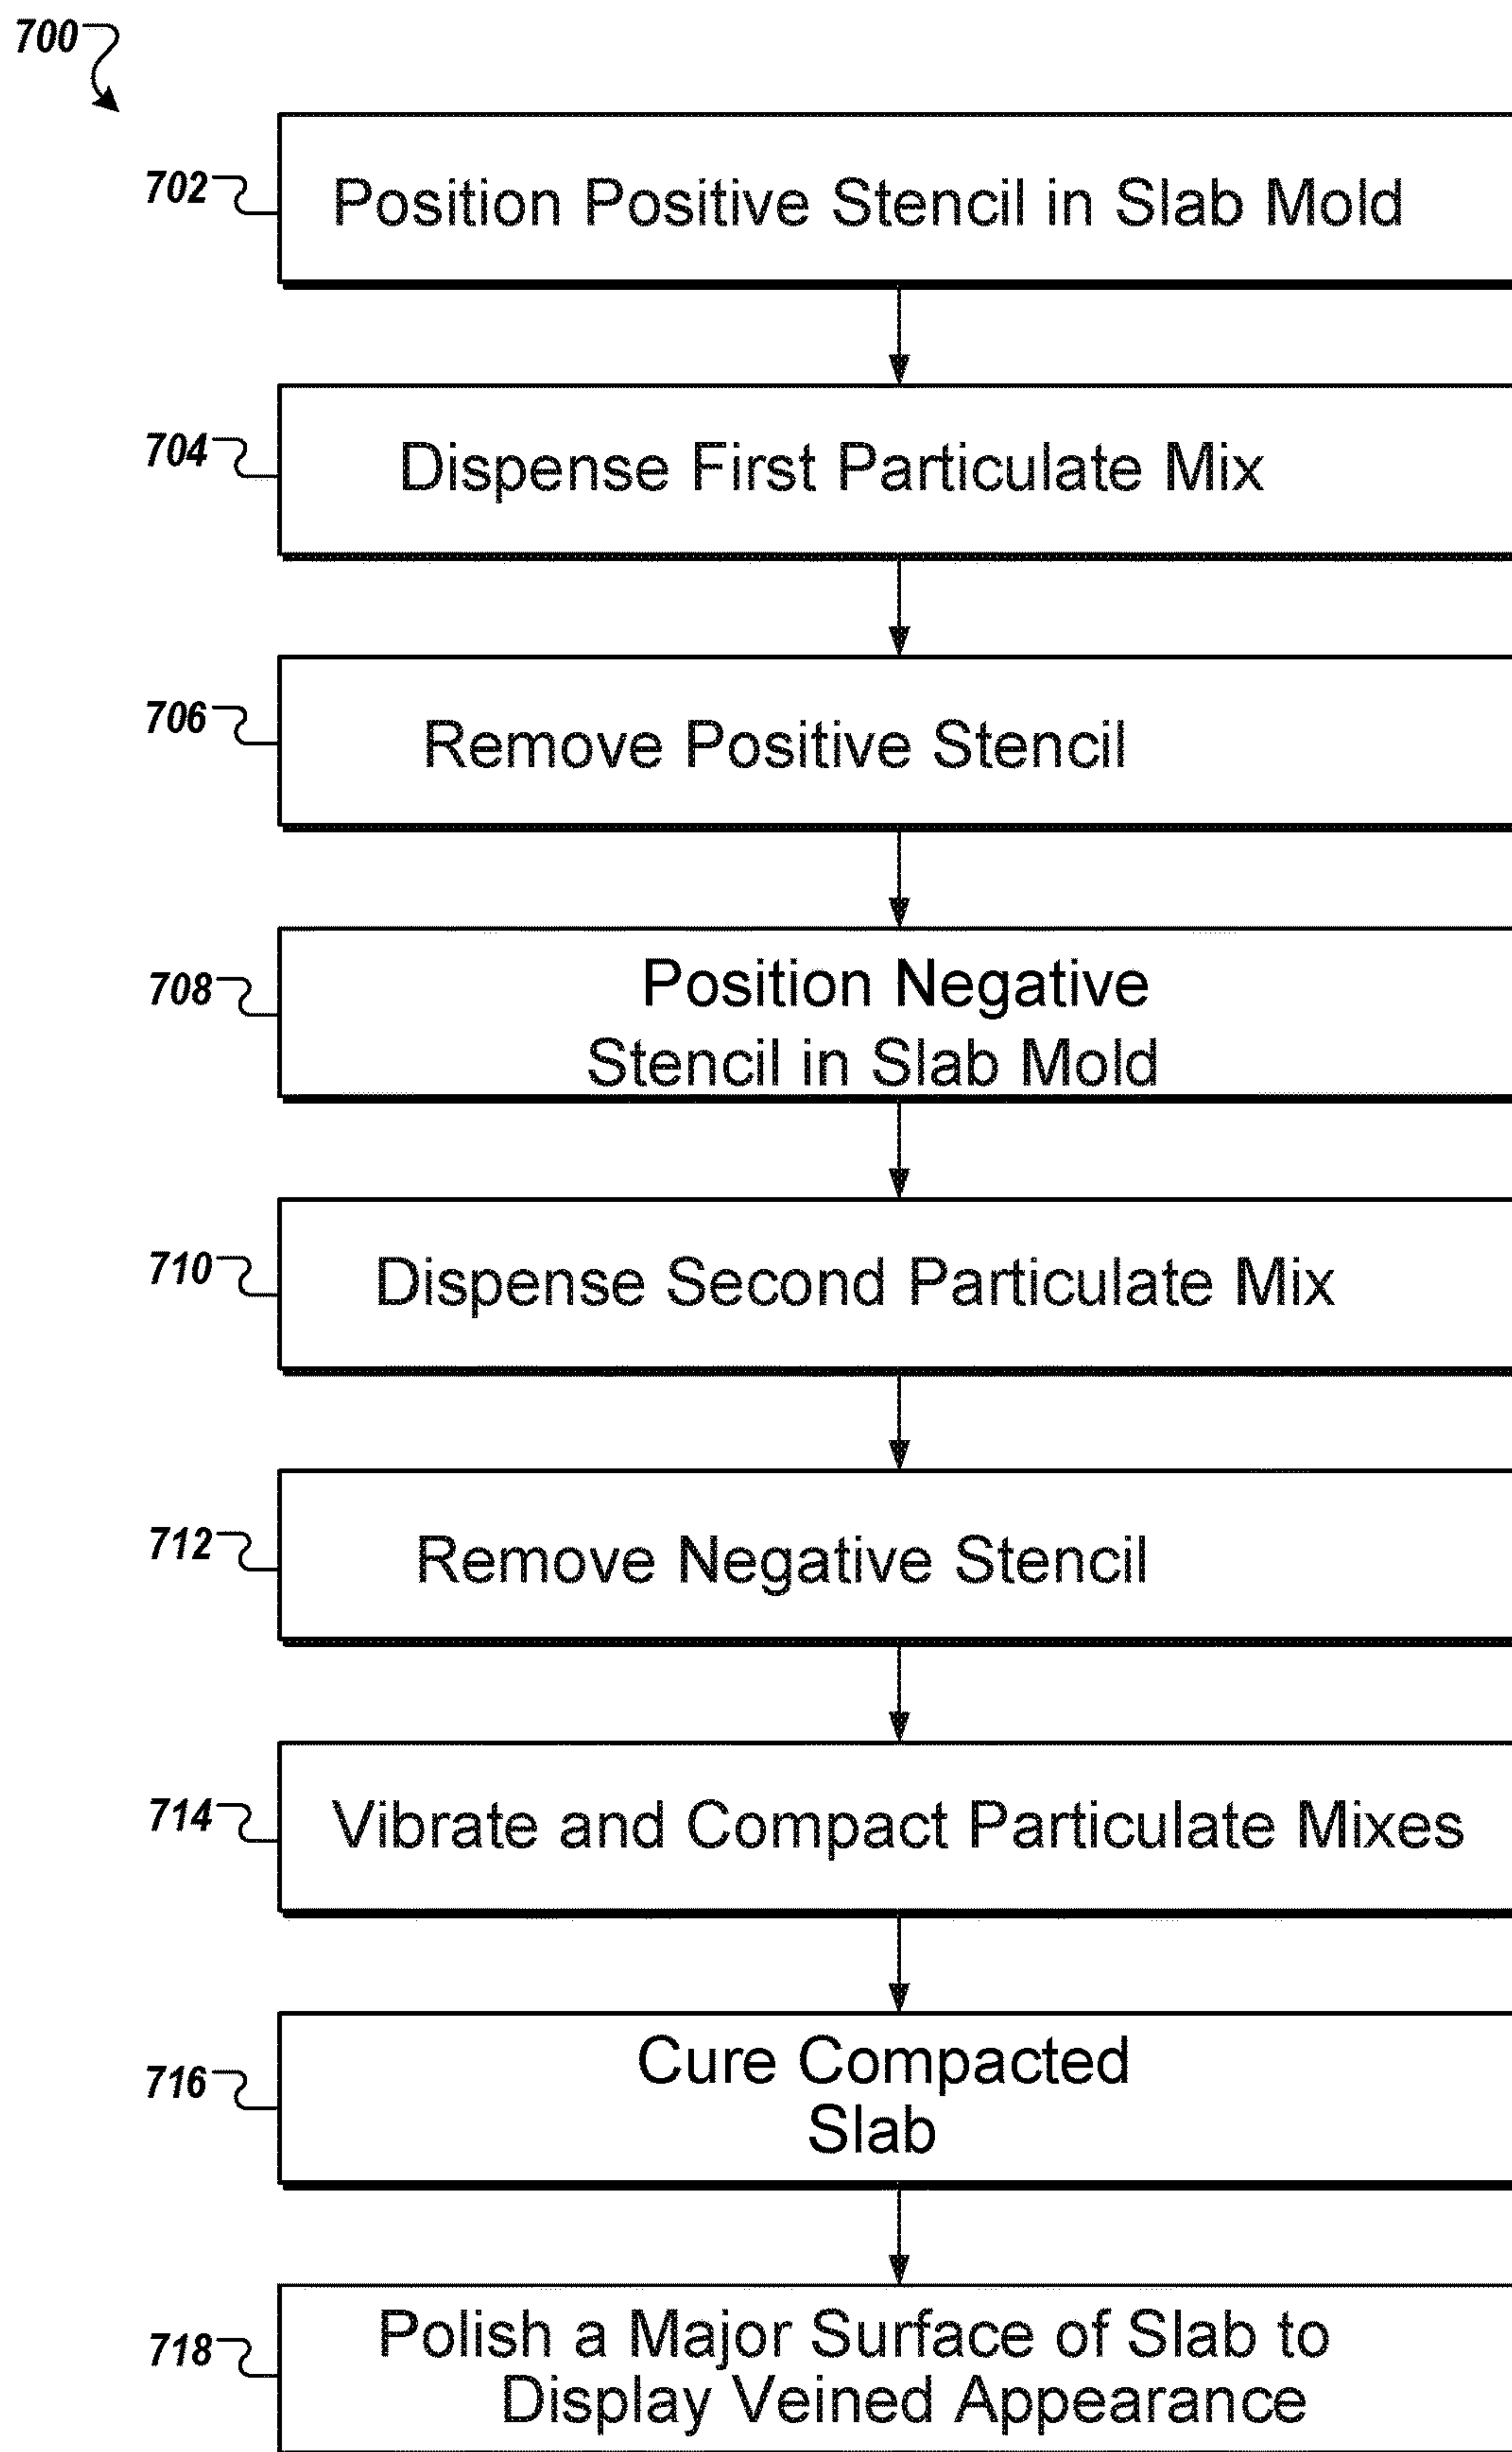 700
702
Position Positive Stencil in Slab Mold
704
Dispense First Particulate Mix
706
Remove Positive Stencil
708
Position Negative
Stencil in Slab Mold
710
Dispense Second Particulate Mix
712
Remove Negative Stencil
714
Vibrate and Compact Particulate Mixes
716
Cure Compacted
Slab
718
Polish a Major Surface of Slab to
Display Veined Appearance